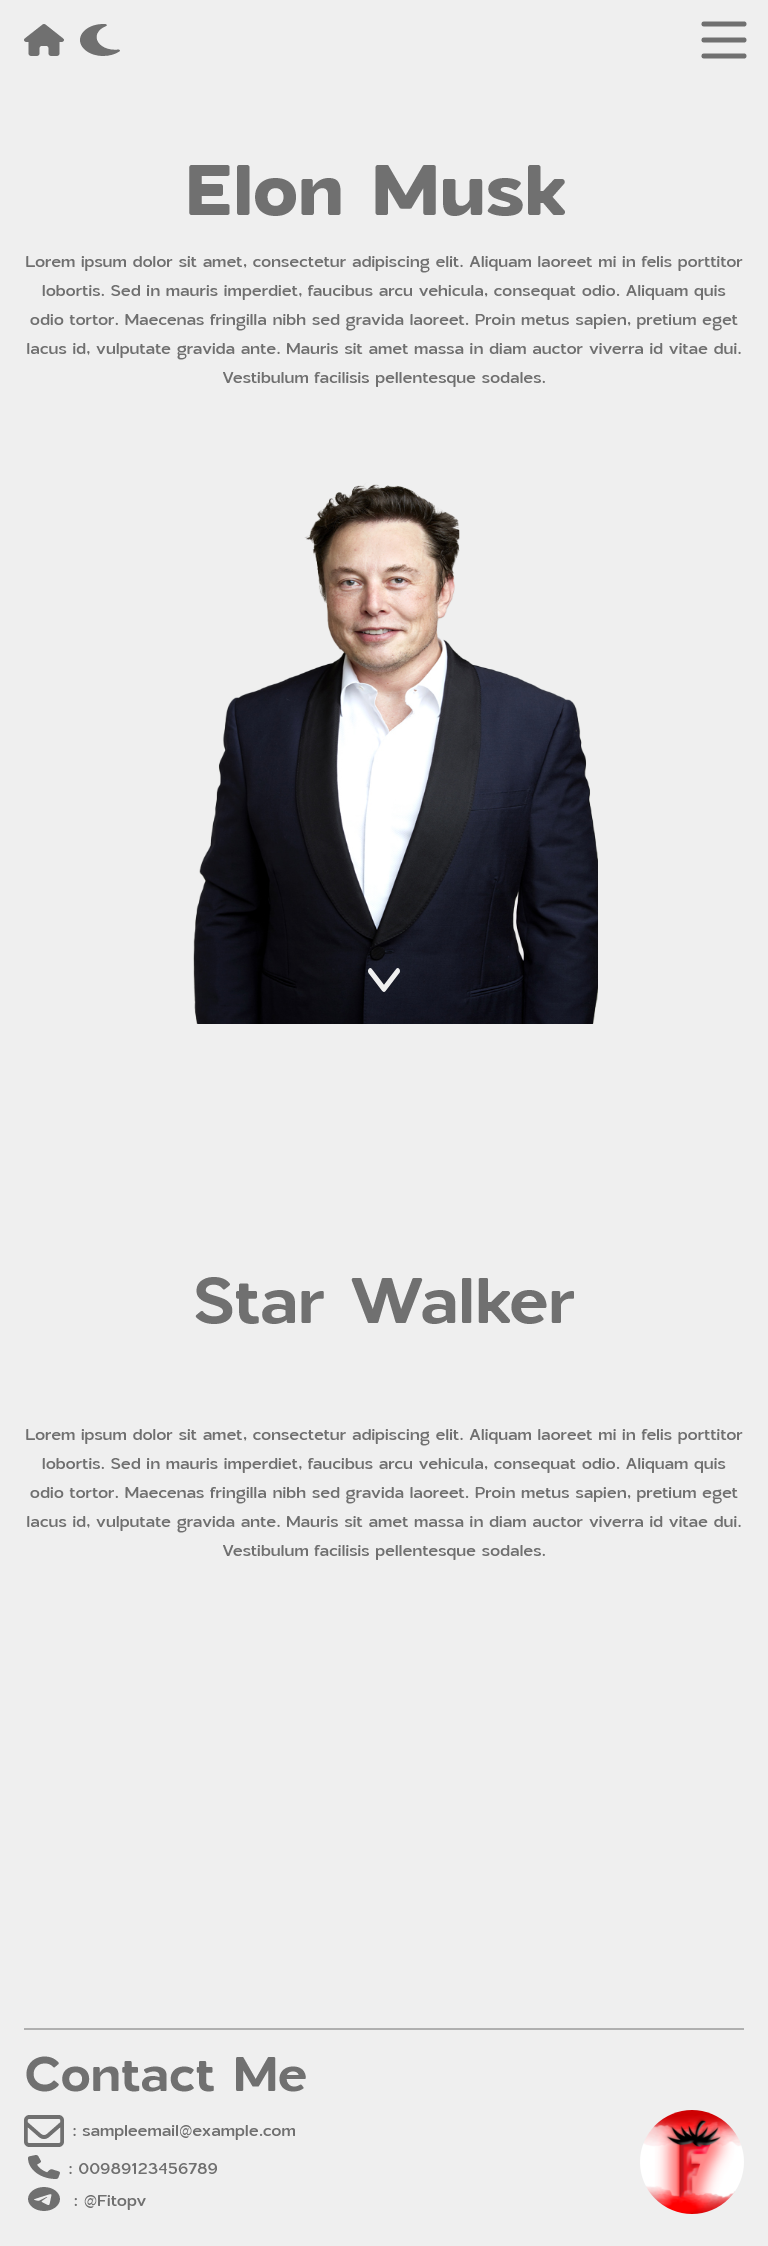 Elon Musk
Lorem ipsum dolor sit amet, consectetur adipiscing elit. Aliquam laoreet mi in felis porttitor
lobortis. Sed in mauris imperdiet, faucibus arcu vehicula, consequat odio. Aliquam quis
odio tortor. Maecenas fringilla nibh sed gravida laoreet. Proin metus sapien, pretium eget
lacus id, vulputate gravida ante. Mauris sit amet massa in diam auctor viverra id vitae dui.
Vestibulum facilisis pellentesque sodales.
Star Walker
Lorem ipsum dolor sit amet, consectetur adipiscing elit. Aliquam laoreet mi in felis porttitor
lobortis. Sed in mauris imperdiet, faucibus arcu vehicula, consequat odio. Aliquam quis
odio tortor. Maecenas fringilla nibh sed gravida laoreet. Proin metus sapien, pretium eget
lacus id, vulputate gravida ante. Mauris sit amet massa in diam auctor viverra id vitae dui.
Vestibulum facilisis pellentesque sodales.
Contact Me
: sampleemail@example.com
: 00989123456789
: @Fitopv
F